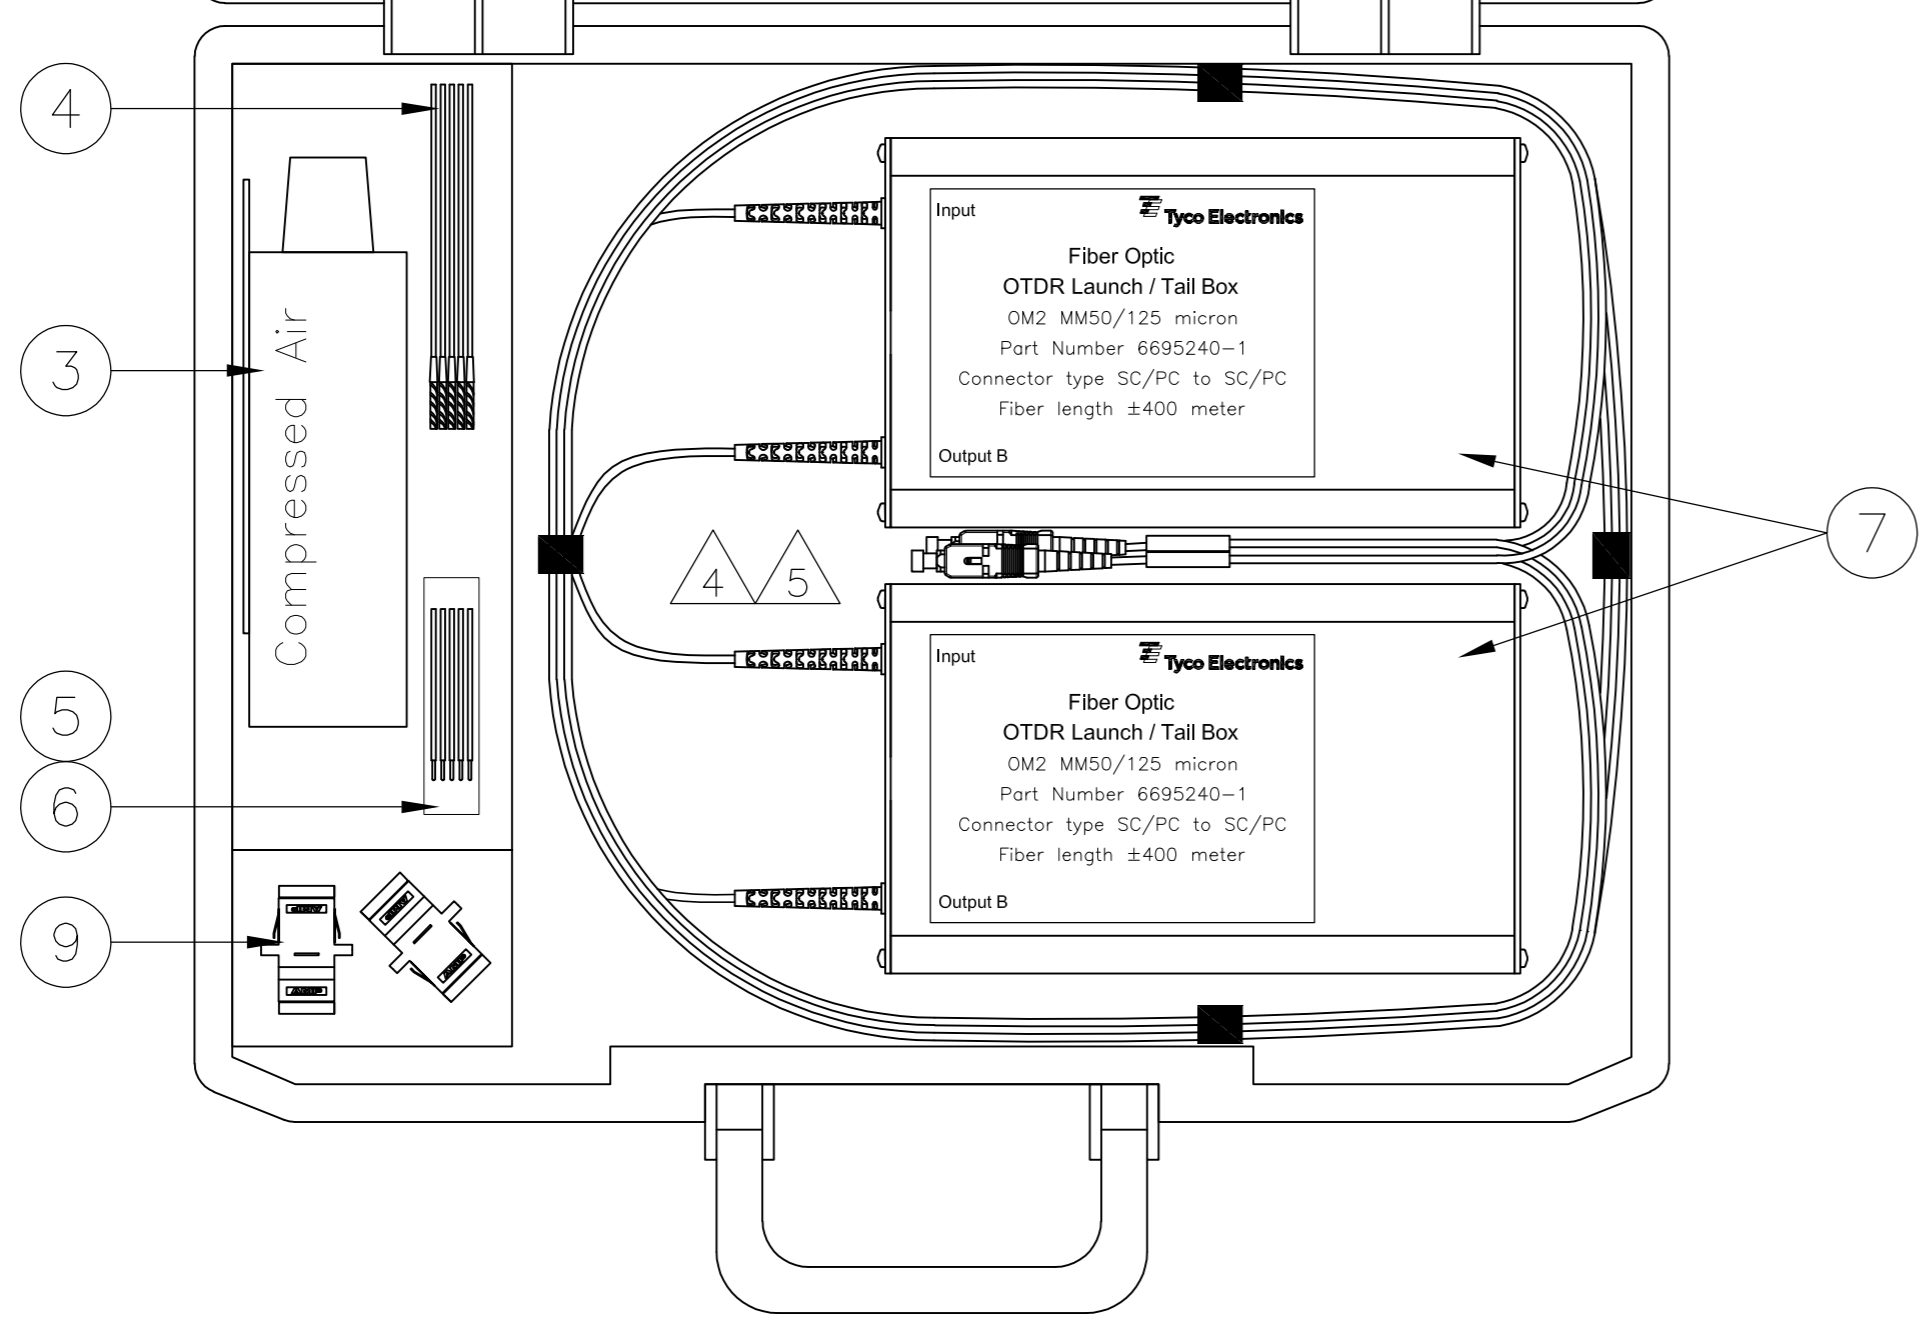 4
3
Compressed Air
5
6
9
Input
Tyco Electronics
Fiber Optic
OTDR Launch / Tail Box
OM2 MM50/125 micron
Part Number 6695240-1
Connector type SC/PC to SC/PC
Fiber length ±400 meter
Output B
4
5
7
Input
Tyco Electronics
Fiber Optic
OTDR Launch / Tail Box
OM2 MM50/125 micron
Part Number 6695240-1
Connector type SC/PC to SC/PC
Fiber length ±400 meter
Output B